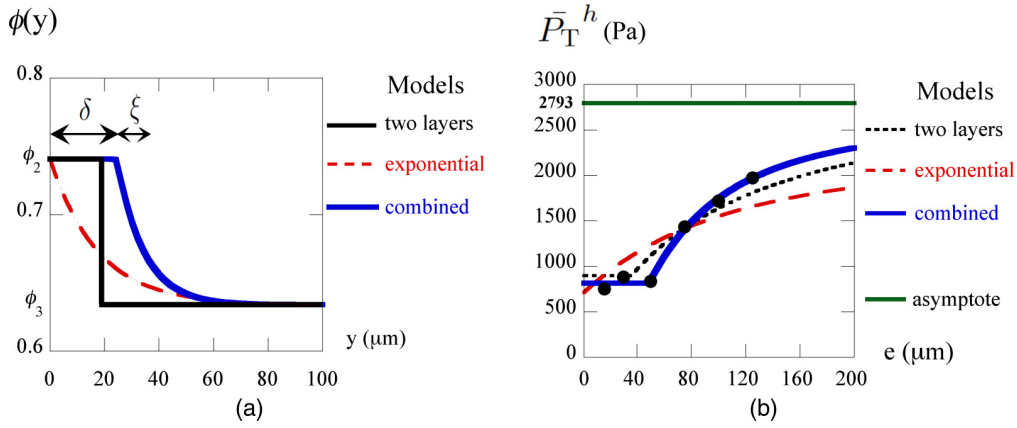 ϕ(y)
0.8
Models
δ ξ
two layers
ϕ2
exponential
0.7
combined
ϕ3
y (μm)
0.6
0 20 40 60 80 100
(a)
P̄T h (Pa)
3000
Models
2793
2500
two layers
2000
exponential
1500
combined
1000
asymptote
500
e (μm)
0
0 40 80 120 160 200
(b)